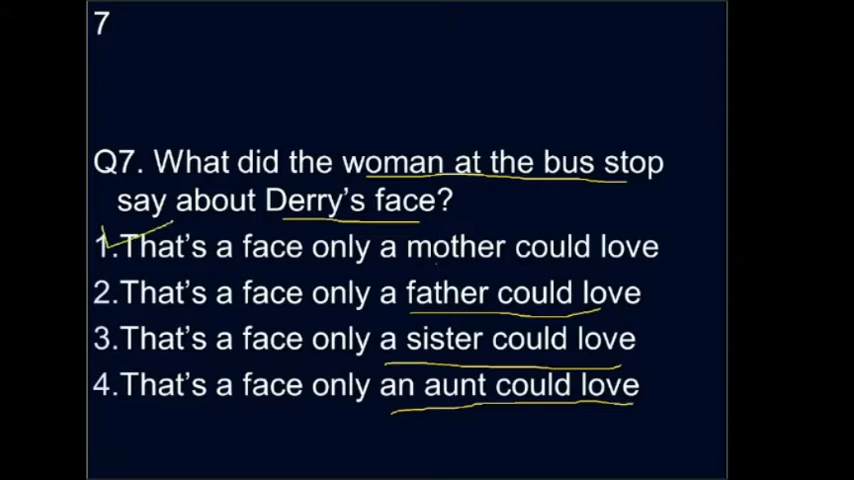 7
Q7. What did the woman at the bus stop
say about Derry's face?
1.That's a face only a mother could love
2.That's a face only a father could love
3.That's a face only a sister could love
4.That's a face only an aunt could love